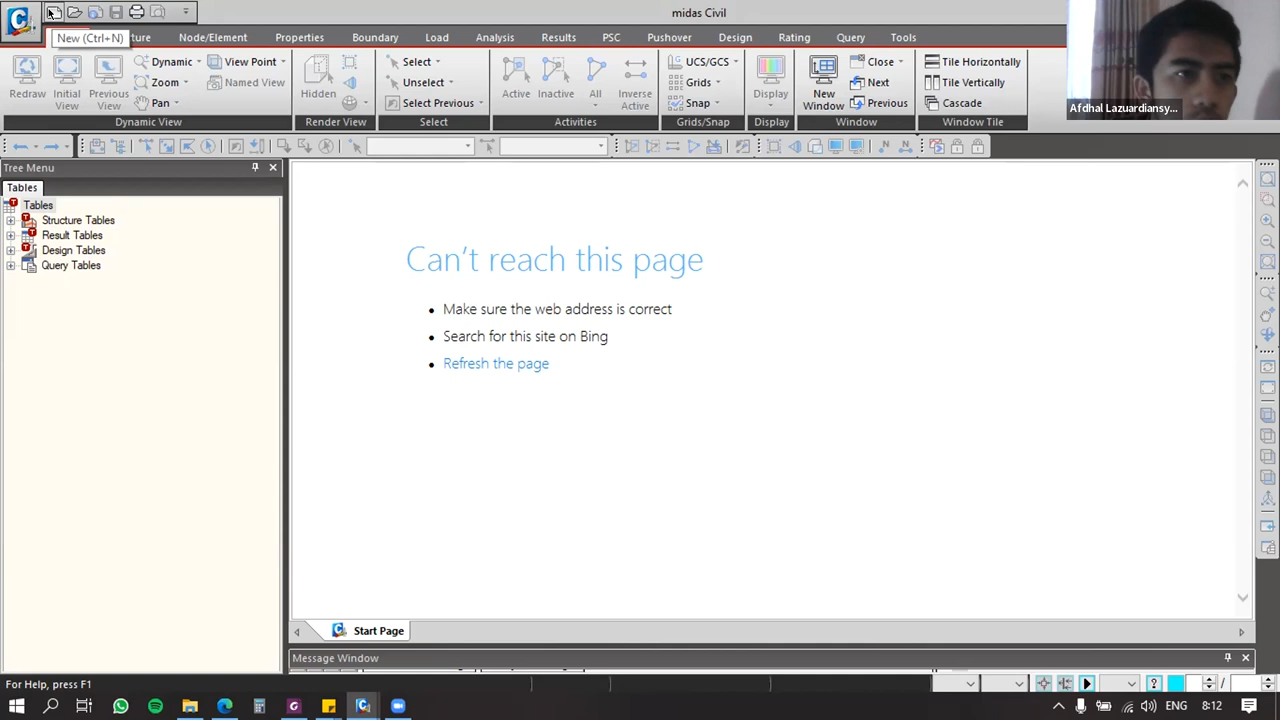 midas Civil
New (Ctrl+N)
Structure
Node/Element
Properties
Boundary
Load
Analysis
Results
PSC
Pushover
Design
Rating
Query
Tools
Redraw
Initial View
Previous View
Dynamic
Zoom
Pan
View Point
Named View
Dynamic View
Hidden
Render View
Select
Unselect
Select Previous
Select
Active
Inactive
All
Inverse Active
Activities
UCS/GCS
Grids
Snap
Grids/Snap
Display
Display
New Window
Close
Next
Previous
Window
Tile Horizontally
Tile Vertically
Cascade
Window Tile
Afdhal Lazuardiansy...
Tree Menu
Tables
Tables
Structure Tables
Result Tables
Design Tables
Query Tables
Can't reach this page
Make sure the web address is correct
Search for this site on Bing
Refresh the page
Start Page
Message Window
For Help, press F1
/
ENG
8:12